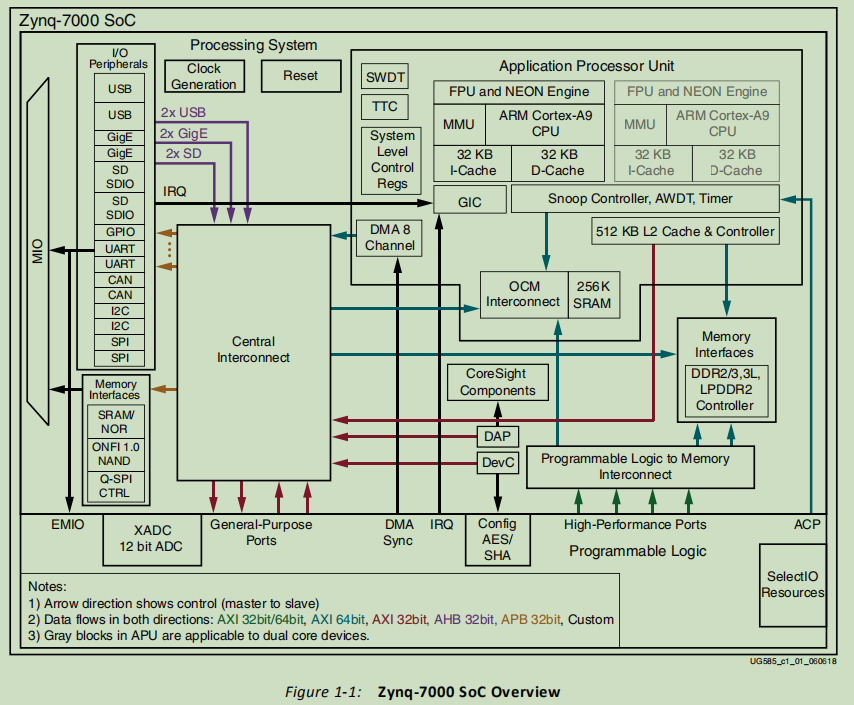 Zynq-7000 SoC
Processing System
I/O
Peripherals
USB
USB
GigE
GigE
SD
SDIO
SD
SDIO
GPIO
UART
UART
CAN
CAN
I2C
I2C
SPI
SPI
MIO
Memory
Interfaces
SRAM/
NOR
ONFI 1.0
NAND
Q-SPI
CTRL
Clock
Generation
Reset
2x USB
2x GigE
2x SD
IRQ
SWDT
TTC
System
Level
Control
Regs
Application Processor Unit
FPU and NEON Engine
MMU
ARM Cortex-A9
CPU
32 KB
I-Cache
32 KB
D-Cache
FPU and NEON Engine
MMU
ARM Cortex-A9
CPU
32 KB
I-Cache
32 KB
D-Cache
GIC
Snoop Controller, AWDT, Timer
DMA 8
Channel
512 KB L2 Cache & Controller
OCM
Interconnect
256K
SRAM
Central
Interconnect
Memory
Interfaces
DDR2/3,3L,
LPDDR2
Controller
CoreSight
Components
DAP
DevC
Programmable Logic to Memory
Interconnect
EMIO
XADC
12 bit ADC
General-Purpose
Ports
DMA
Sync
IRQ
Config
AES/
SHA
High-Performance Ports
ACP
Programmable Logic
SelectIO
Resources
Notes:
1) Arrow direction shows control (master to slave)
2) Data flows in both directions: AXI 32bit/64bit, AXI 64bit, AXI 32bit, AHB 32bit, APB 32bit, Custom
3) Gray blocks in APU are applicable to dual core devices.
UG585_c1_01_060618
Figure 1-1: Zynq-7000 SoC Overview